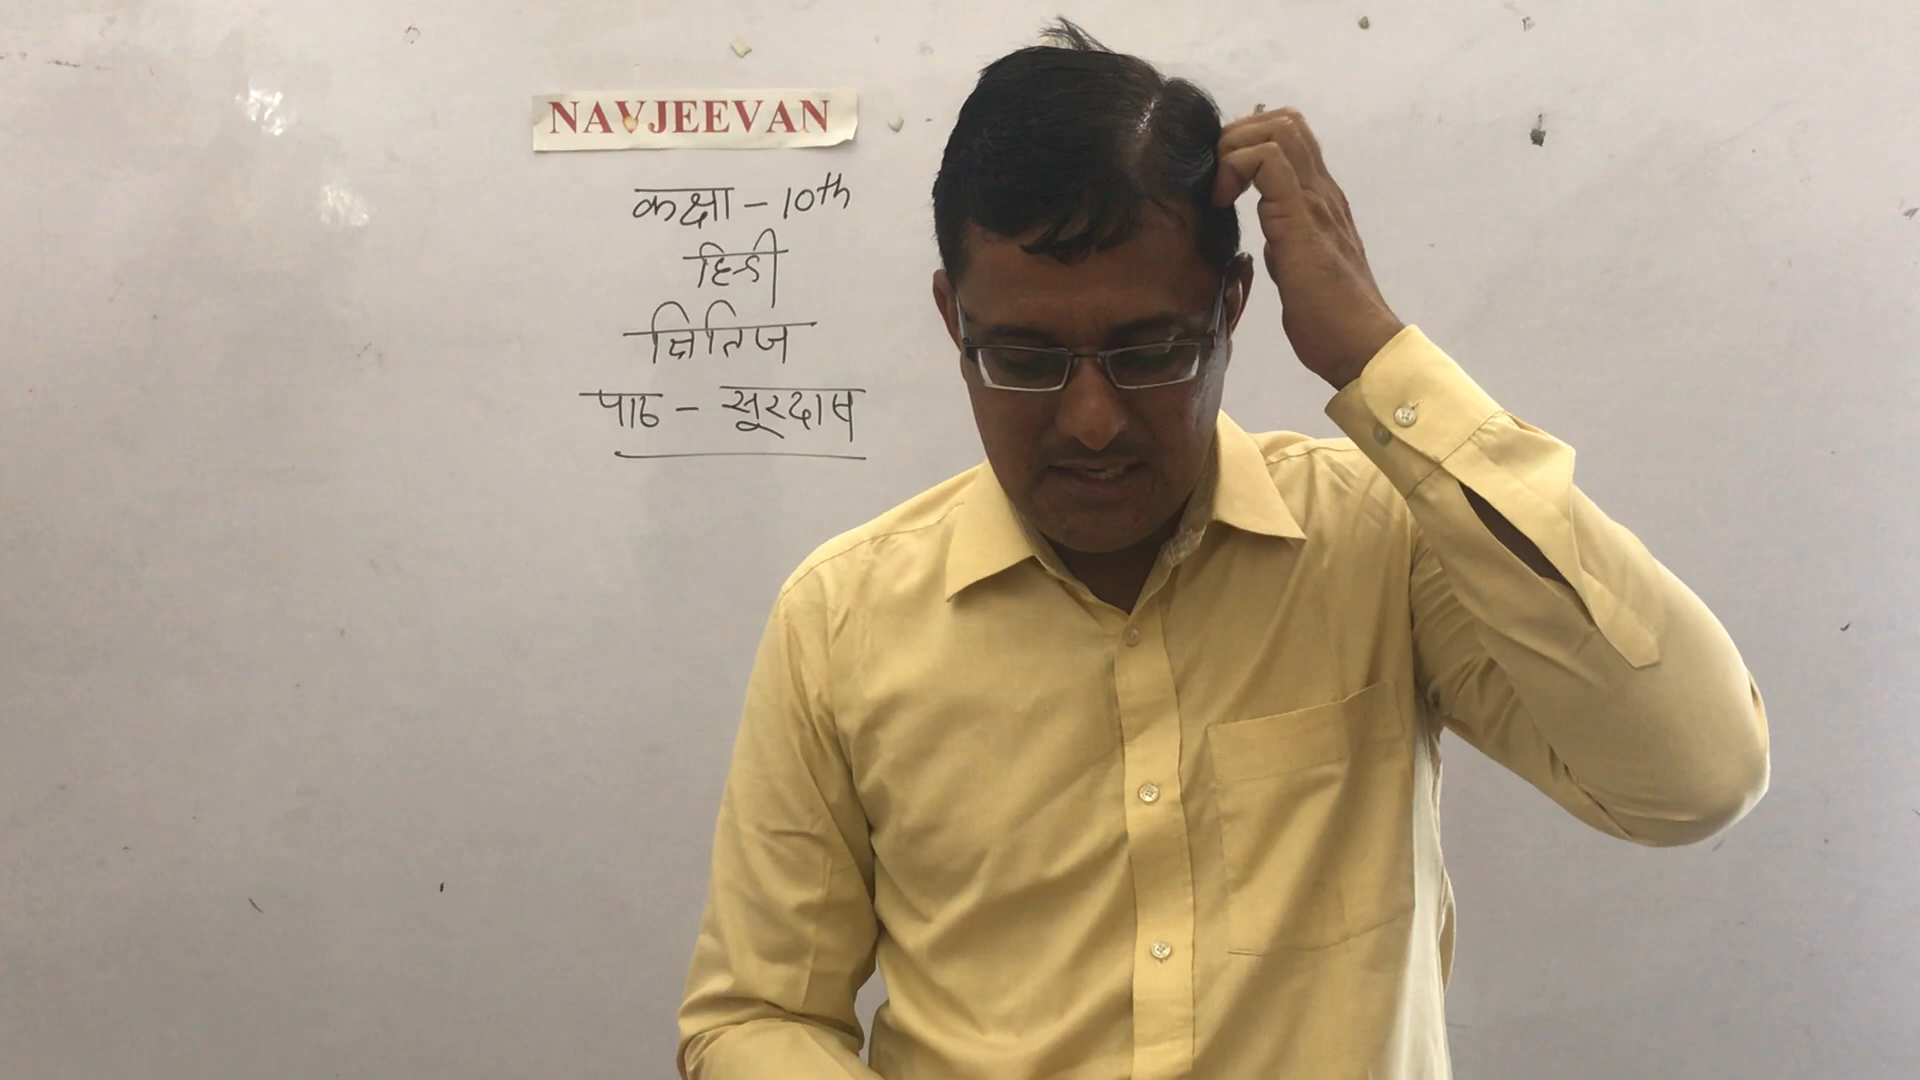 NAVJEEVAN
कक्षा - 10th
हिन्दी
क्षितिज
पाठ - सूरदास